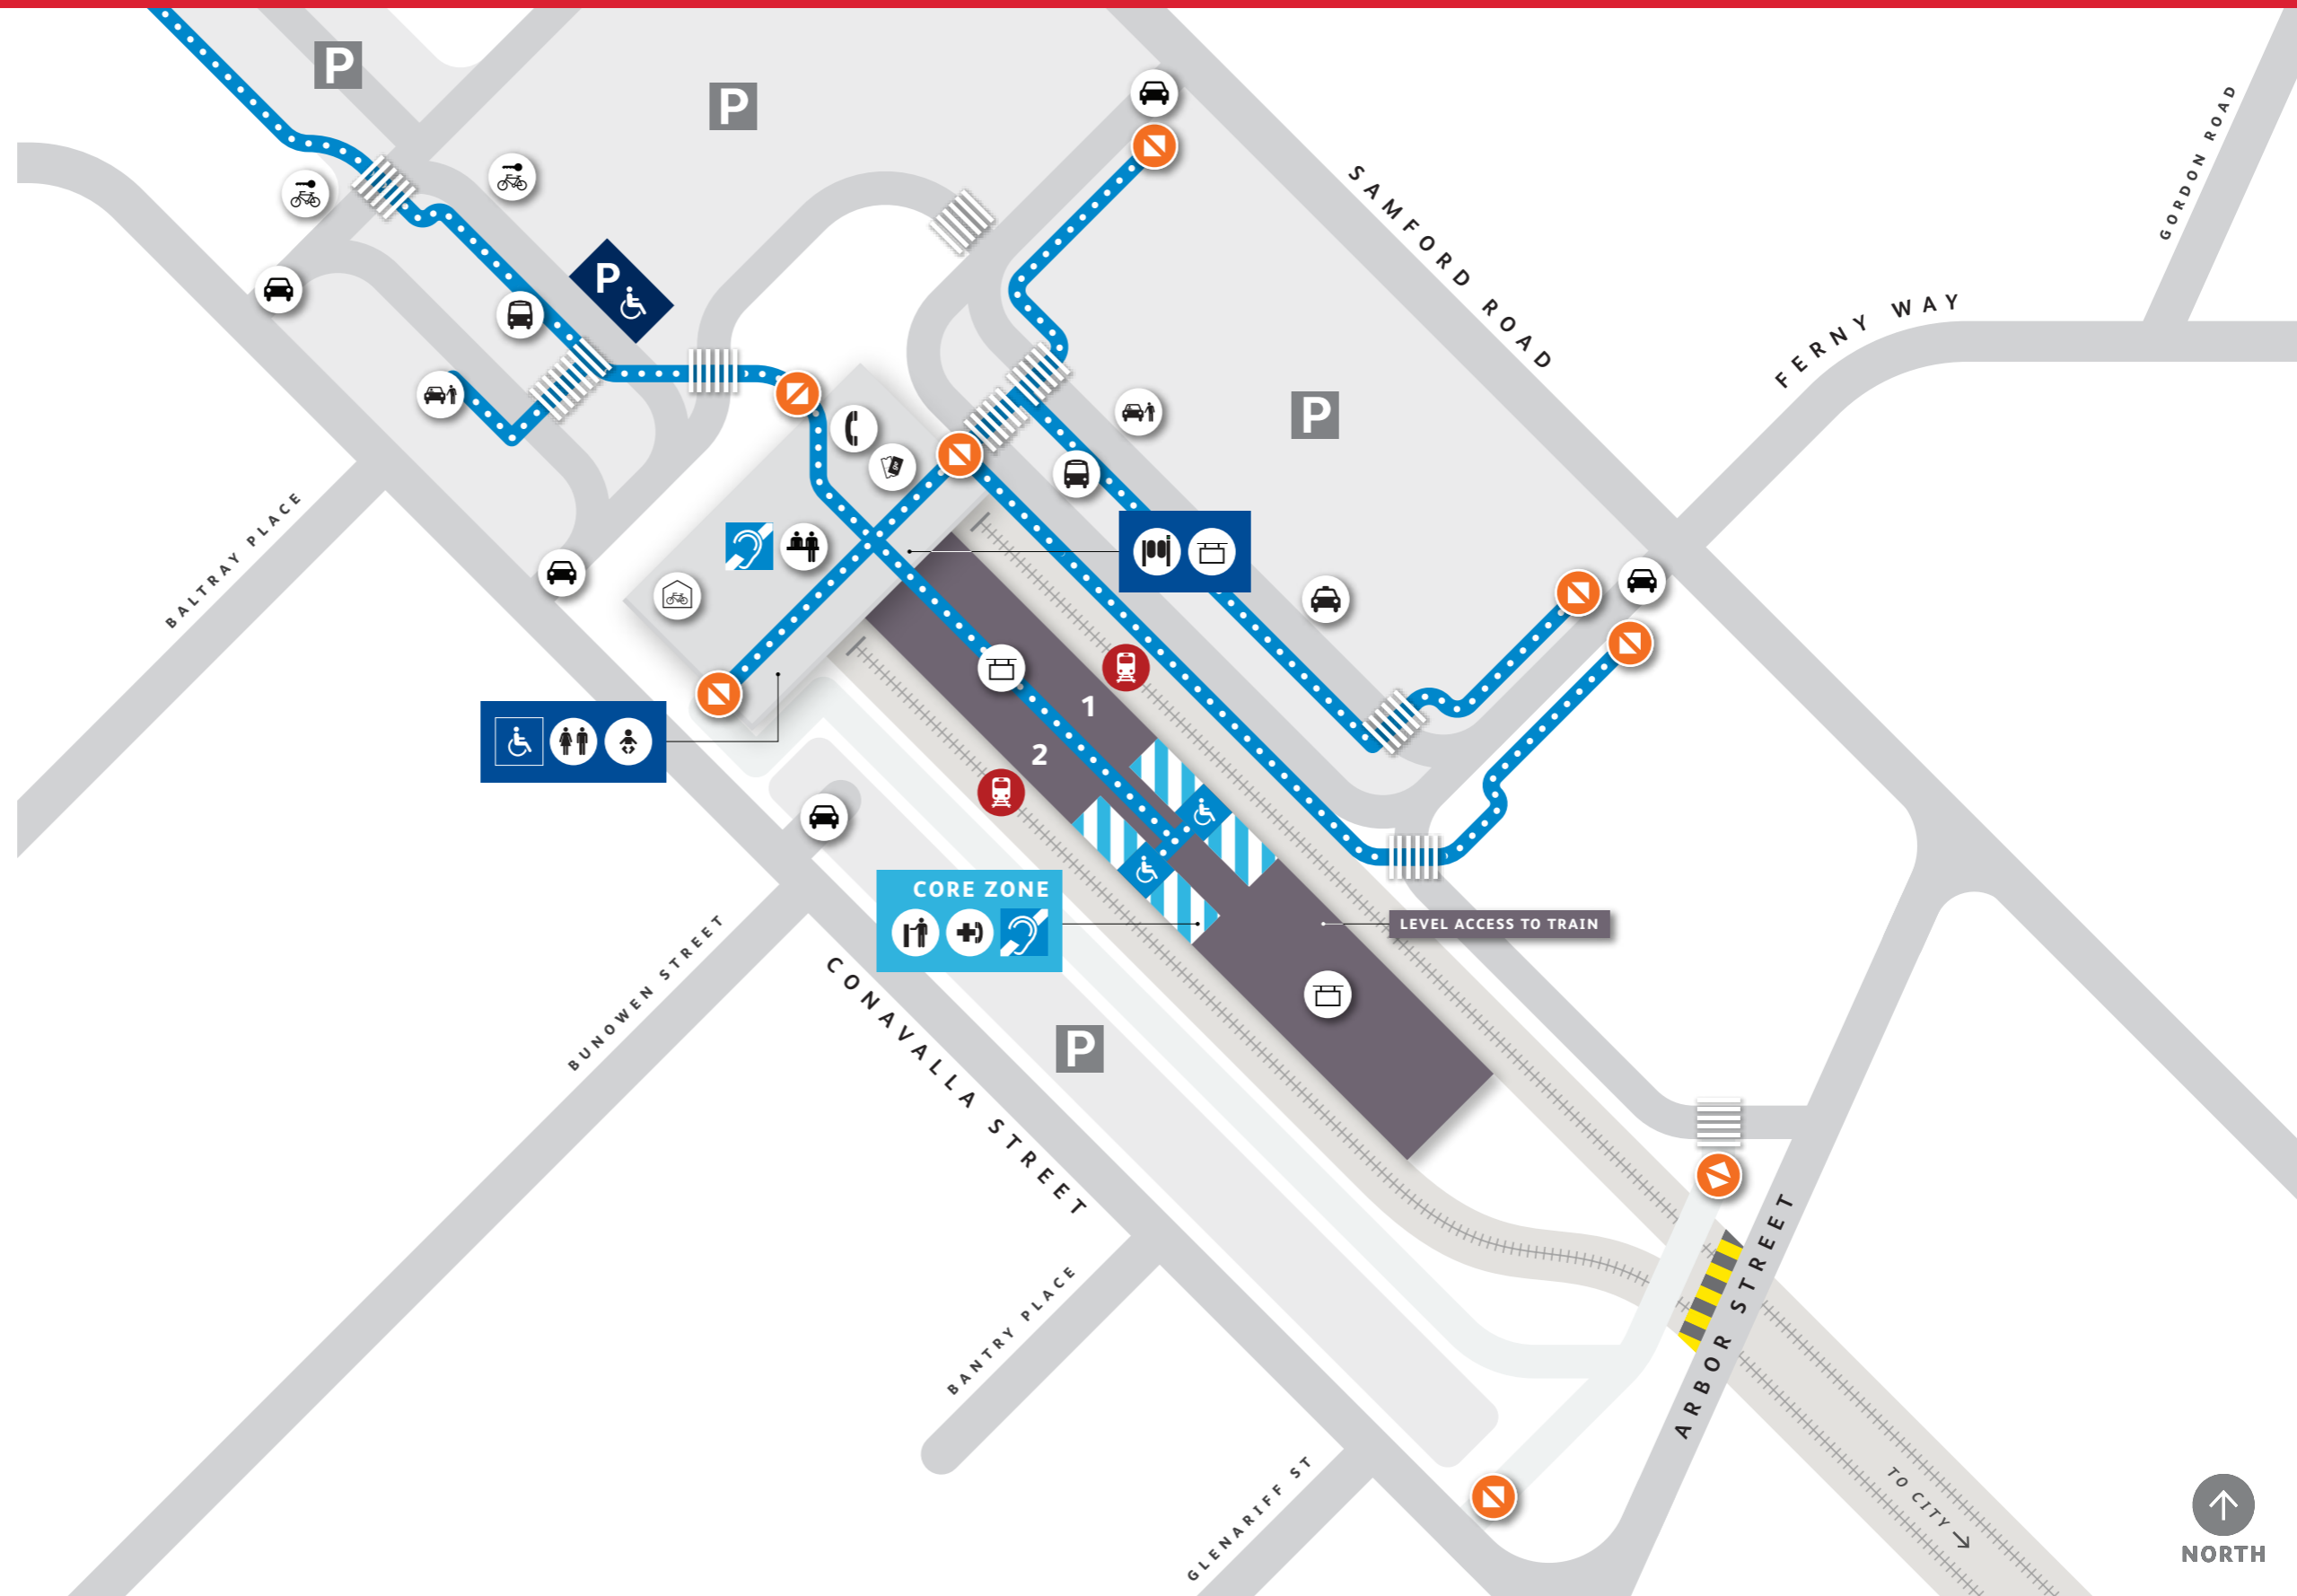 P
P
SAMFORD ROAD
GORDON ROAD
P
FERNY WAY
P
BALTRAY PLACE
1
2
CORE ZONE
LEVEL ACCESS TO TRAIN
BUNOWEN STREET
CONAVALLA STREET
P
BANTRY PLACE
ARBOR STREET
GLENARIFF ST
TO CITY
NORTH